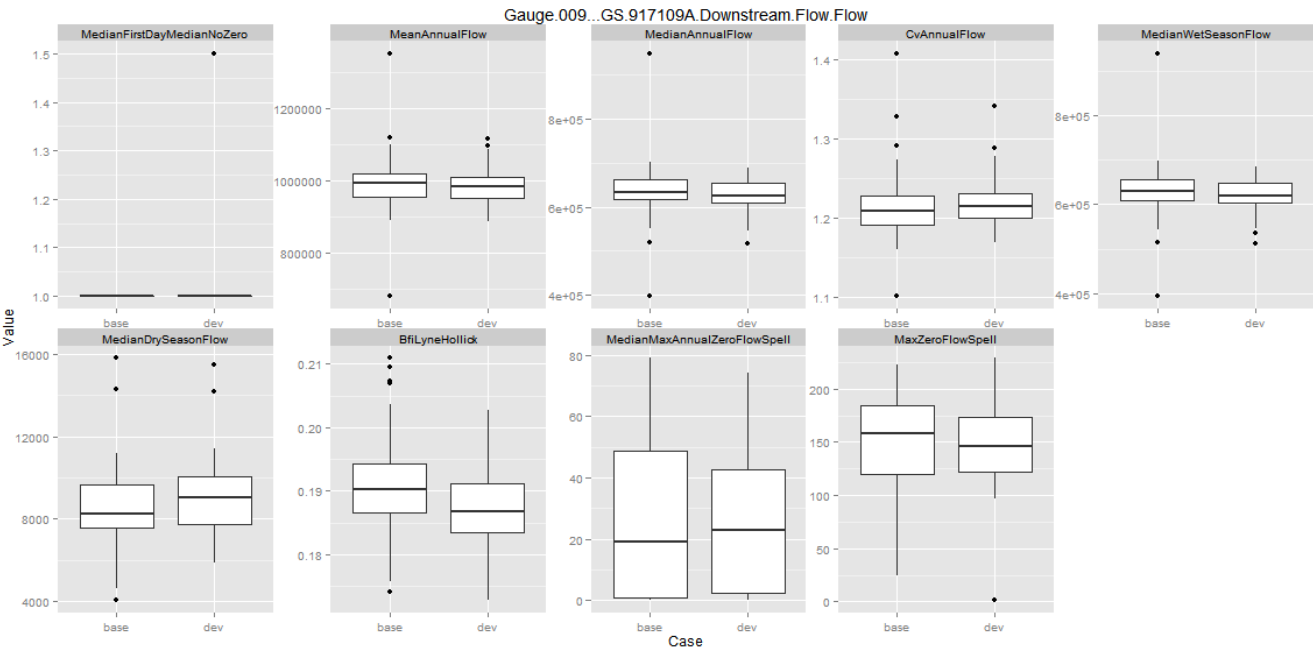 Gauge.009...GS.917109A.Downstream.Flow.Flow
MedianFirstDayMedianNoZero
MeanAnnualFlow
MedianAnnualFlow
CvAnnualFlow
MedianWetSeasonFlow
1.5
1.4
1.3
1.2
1.1
1.0
1200000
1000000
800000
8e+05
6e+05
4e+05
1.4
1.3
1.2
1.1
8e+05
6e+05
4e+05
base dev
base dev
base dev
base dev
base dev
Value
MedianDrySeasonFlow
BfiLyneHollick
MedianMaxAnnualZeroFlowSpell
MaxZeroFlowSpell
16000
12000
8000
4000
0.21
0.20
0.19
0.18
80
60
40
20
0
200
150
100
50
0
base dev
base dev
base dev
base dev
Case